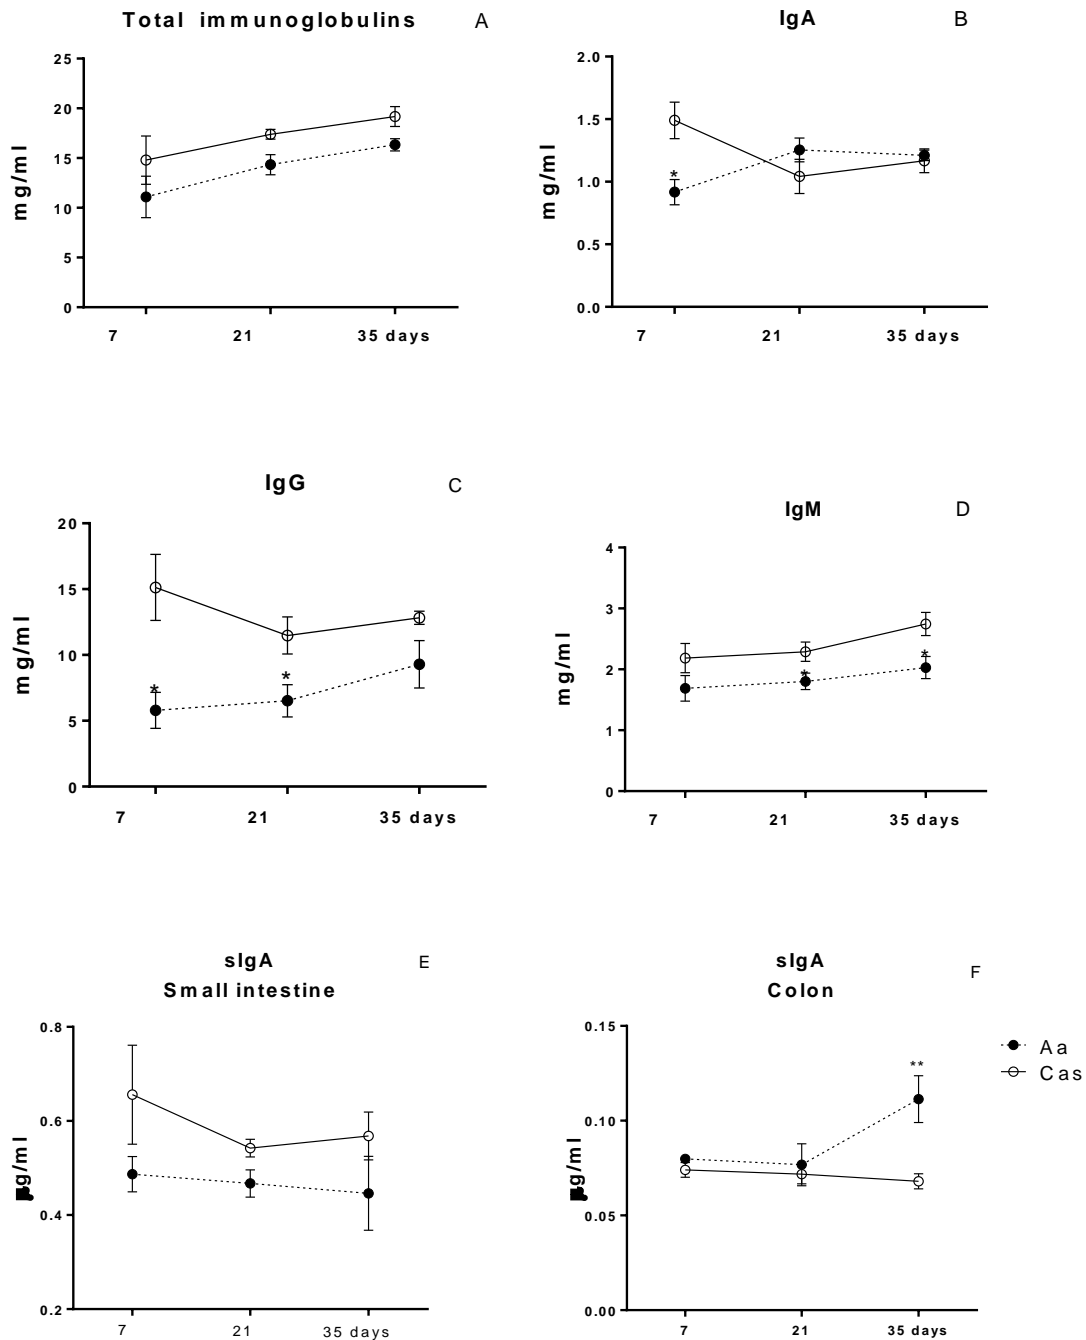 Total immunoglobulins A
25
20
15
10
5
0
mg/ml
7 21 35 days
IgA B
2.0
1.5
1.0
0.5
0.0
mg/ml
*
7 21 35 days
IgG C
20
15
10
5
0
mg/ml
* *
7 21 35 days
IgM D
4
3
2
1
0
mg/ml
* *
7 21 35 days
sIgA E
Small intestine
0.8
0.6
0.4
0.2
g/ml
7 21 35 days
sIgA F
Colon
0.15
0.10
0.05
0.00
g/ml
**
7 21 35 days
Aa
Cas